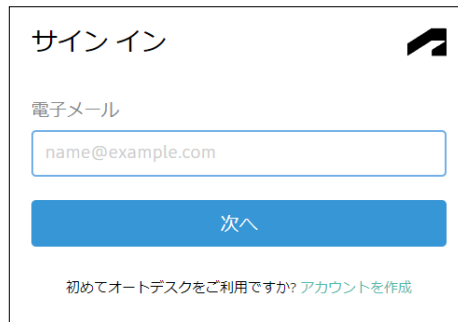 サイン イン
電子メール
name@example.com
次へ
初めてオートデスクをご利用ですか? アカウントを作成